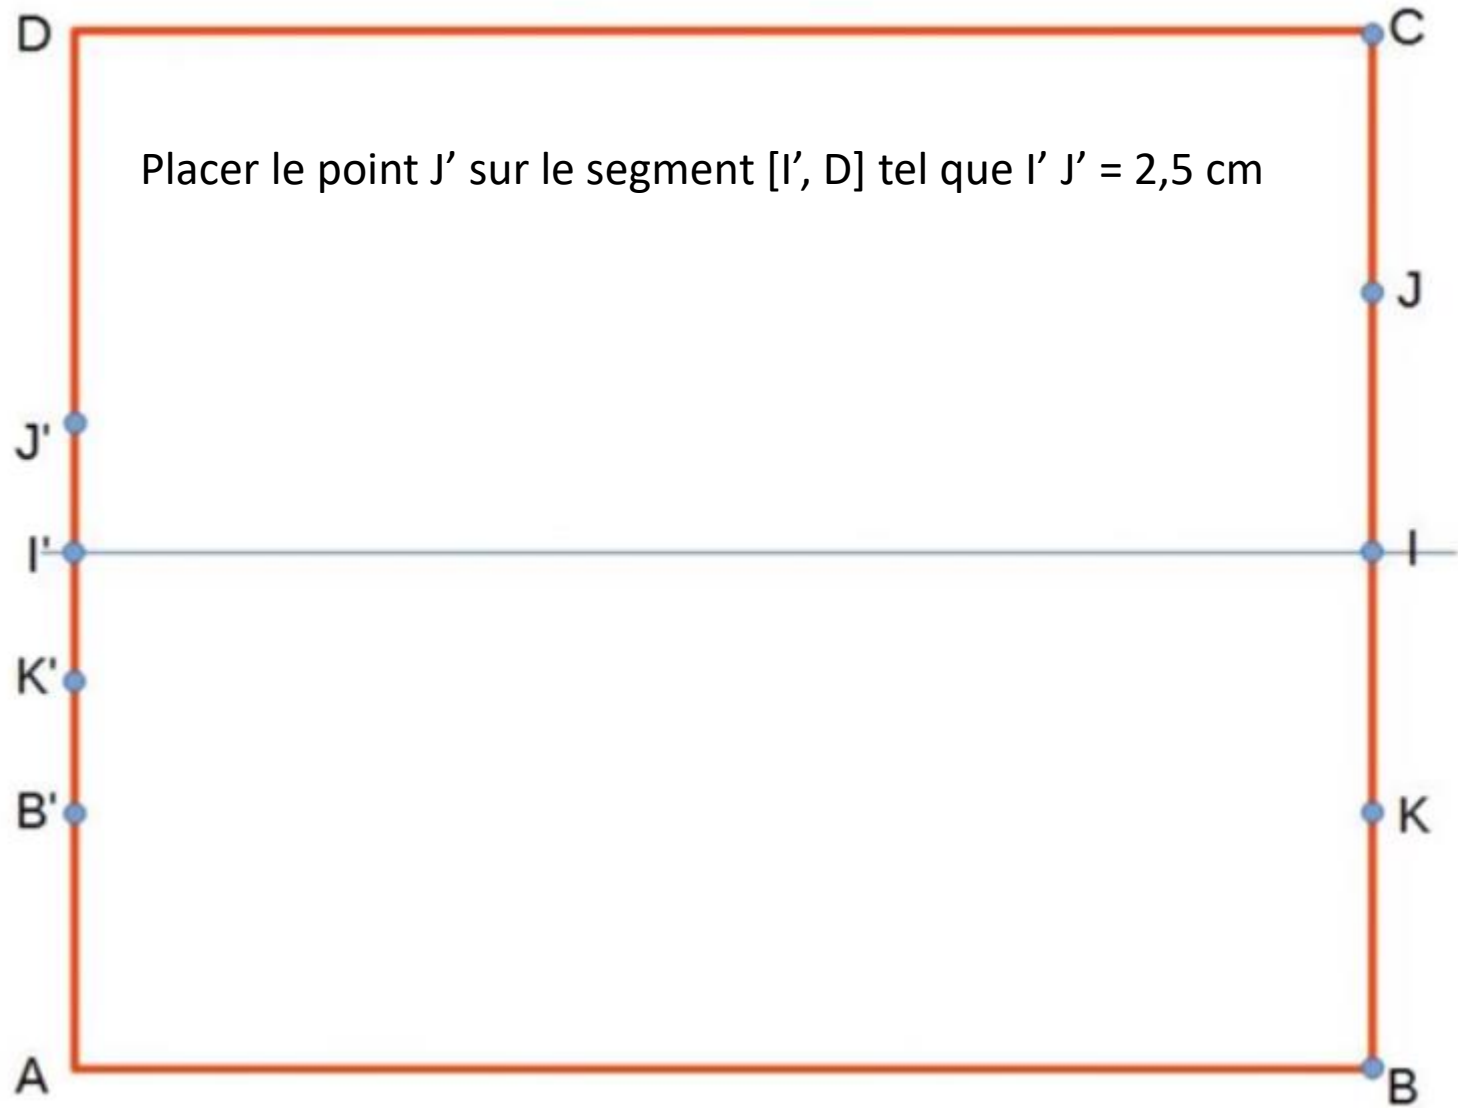 D
C
Placer le point J’ sur le segment [I’, D] tel que I’ J’ = 2,5 cm
J
J'
I'
I
K'
B'
K
A
B